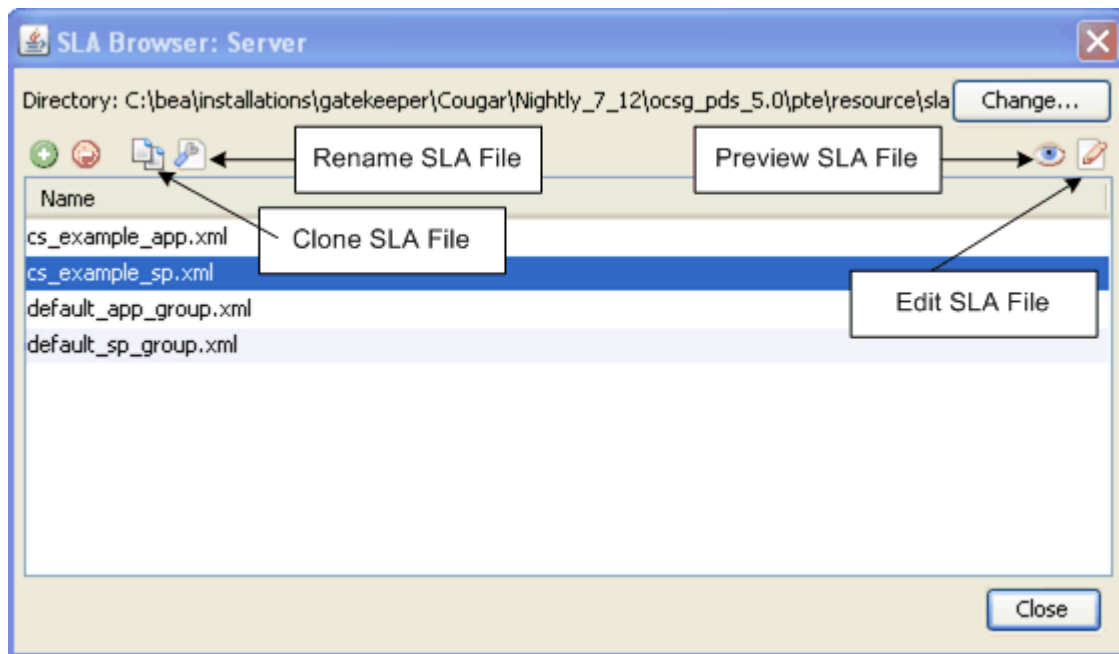 SLA Browser: Server
Directory: C:\bea\installations\gatekeeper\Cougar\Nightly_7_12\ocsg_pds_5.0\pte\resource\sla
Change...
Rename SLA File
Preview SLA File
Name
cs_example_app.xml
Clone SLA File
cs_example_sp.xml
default_app_group.xml
Edit SLA File
default_sp_group.xml
Close